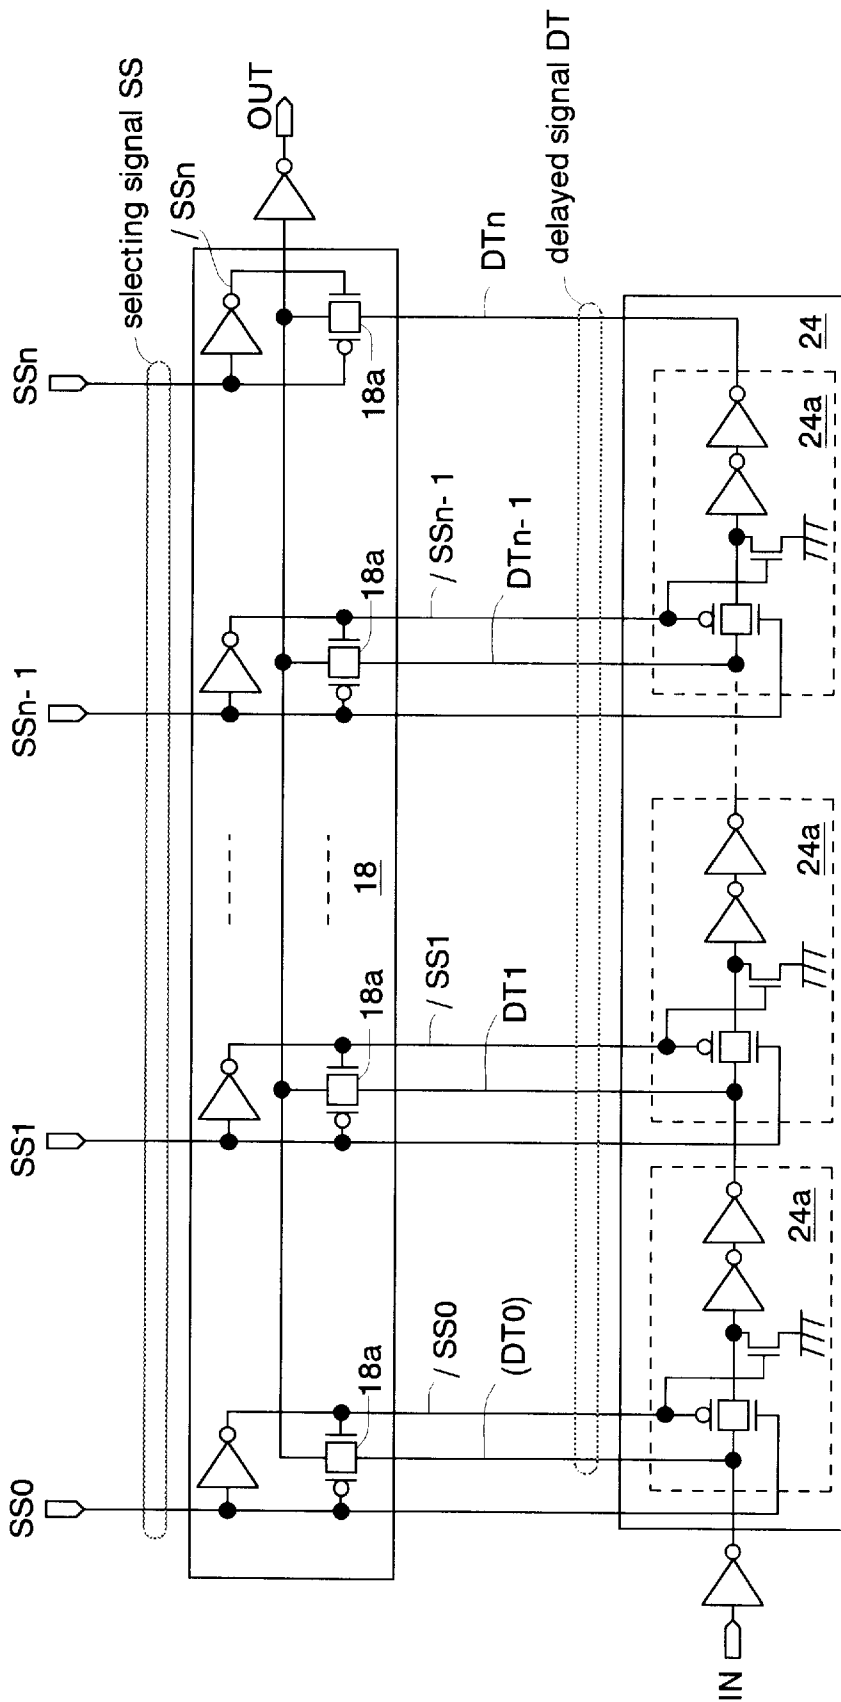 SS0
SS1
SSn-1
SSn
selecting signal SS
/SSn
OUT
18a
18a
18a
18a
18
/SS0
(DT0)
/SS1
DT1
/SSn-1
DTn-1
DTn
delayed signal DT
24a
24a
24a
24
IN